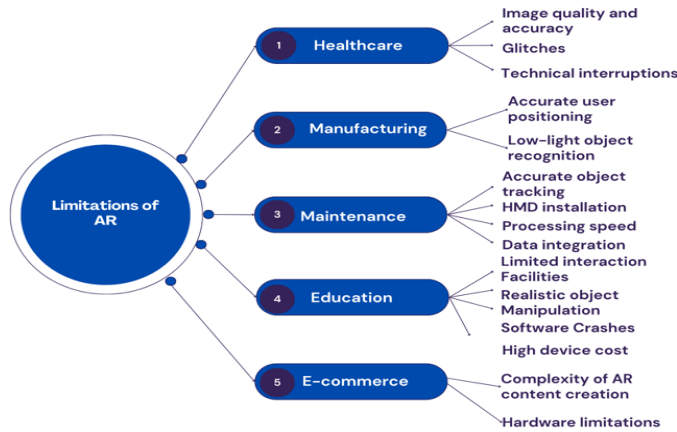 Limitations of
AR
1 Healthcare
Image quality and
accuracy
Glitches
Technical interruptions
2 Manufacturing
Accurate user
positioning
Low-light object
recognition
3 Maintenance
Accurate object
tracking
HMD installation
Processing speed
Data integration
4 Education
Limited interaction
Facilities
Realistic object
Manipulation
Software Crashes
High device cost
5 E-commerce
Complexity of AR
content creation
Hardware limitations